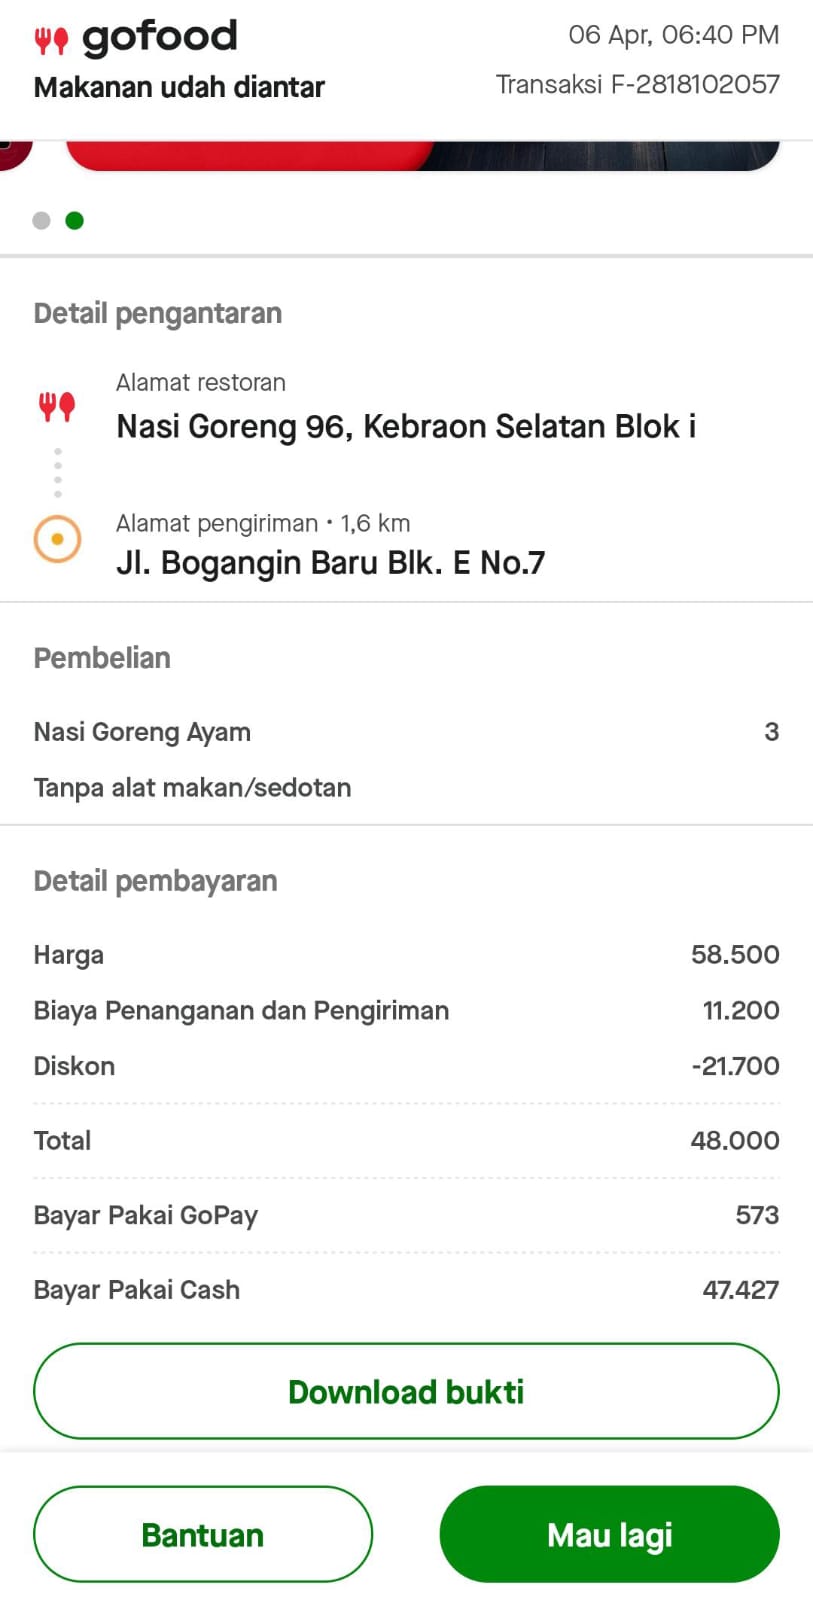 gofood
06 Apr, 06:40 PM
Makanan udah diantar
Transaksi F-2818102057
Detail pengantaran
Alamat restoran
Nasi Goreng 96, Kebraon Selatan Blok i
Alamat pengiriman • 1,6 km
Jl. Bogangin Baru Blk. E No.7
Pembelian
Nasi Goreng Ayam 3
Tanpa alat makan/sedotan
Detail pembayaran
Harga 58.500
Biaya Penanganan dan Pengiriman 11.200
Diskon -21.700
Total 48.000
Bayar Pakai GoPay 573
Bayar Pakai Cash 47.427
Download bukti
Bantuan
Mau lagi